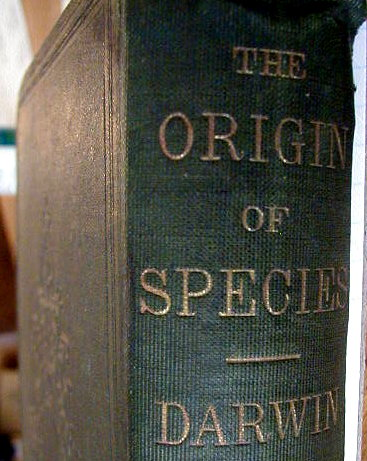 THE
ORIGIN
OF
SPECIES
DARWIN